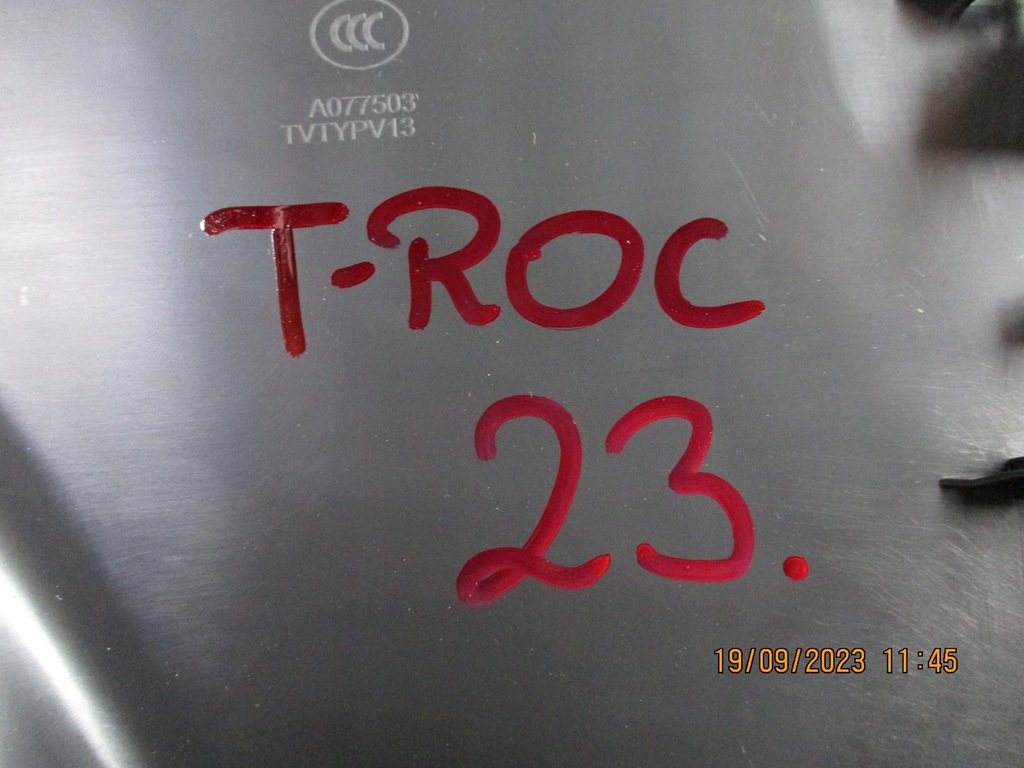 CCC
A077503
TVTYPV13
T-ROC
23.
19/09/2023 11:45